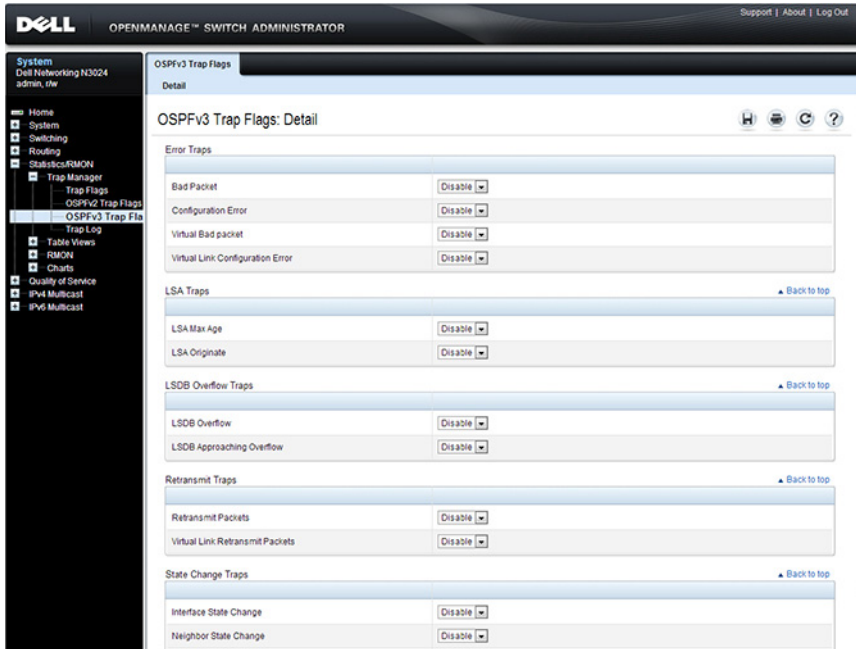 DELL OPENMANAGE™ SWITCH ADMINISTRATOR
Support | About | Log Out
System
Dell Networking N3024
admin, r/w
Home
System
Switching
Routing
Statistics/RMON
Trap Manager
Trap Flags
OSPFv2 Trap Flags
OSPFv3 Trap Fla
Trap Log
Table Views
RMON
Charts
Quality of Service
IPv4 Multicast
IPv6 Multicast
OSPFv3 Trap Flags
Detail
OSPFv3 Trap Flags: Detail
Error Traps
Bad Packet Disable
Configuration Error Disable
Virtual Bad packet Disable
Virtual Link Configuration Error Disable
LSA Traps Back to top
LSA Max Age Disable
LSA Originate Disable
LSDB Overflow Traps Back to top
LSDB Overflow Disable
LSDB Approaching Overflow Disable
Retransmit Traps Back to top
Retransmit Packets Disable
Virtual Link Retransmit Packets Disable
State Change Traps Back to top
Interface State Change Disable
Neighbor State Change Disable